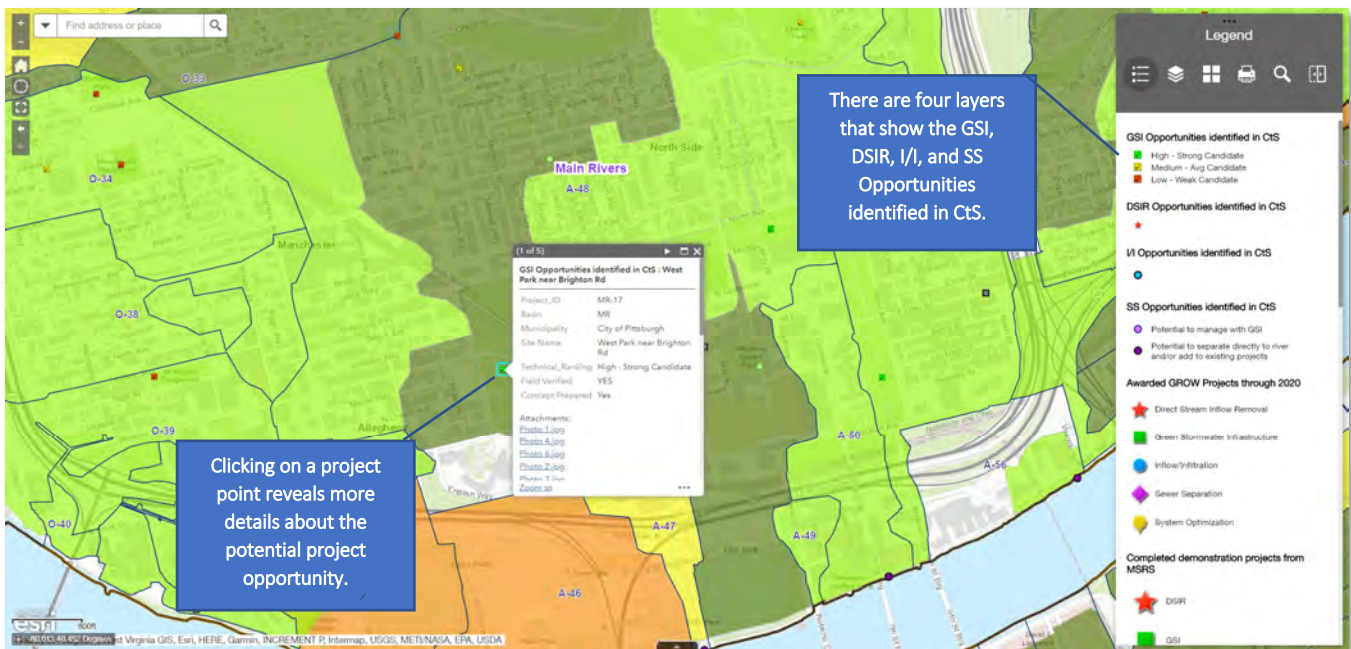 Find address or place
O-33
O-34
North Side
Main Rivers
A-48
Manchester
O-38
O-39
Allegheny
O-40
A-47
A-46
A-49
A-50
A-56
There are four layers
that show the GSI,
DSIR, I/I, and SS
Opportunities
identified in CtS.
(1 of 5)
GSI Opportunities identified in CtS : West
Park near Brighton Rd
Project_ID MR-17
Basin MR
Municipality City of Pittsburgh
Site Name West Park near Brighton
Rd
Technical_Ranking High - Strong Candidate
Field Verified YES
Concept Prepared Yes
Attachments:
Photo 1.jpg
Photo 4.jpg
Photo 6.jpg
Photo 2.jpg
Photo 3.jpg
Zoom to
Clicking on a project
point reveals more
details about the
potential project
opportunity.
Legend
GSI Opportunities identified in CtS
High - Strong Candidate
Medium - Avg Candidate
Low - Weak Candidate
DSIR Opportunities identified in CtS
I/I Opportunities identified in CtS
SS Opportunities identified in CtS
Potential to manage with GSI
Potential to separate directly to river
and/or add to existing projects
Awarded GROW Projects through 2020
Direct Stream Inflow Removal
Green Stormwater Infrastructure
Inflow/Infiltration
Sewer Separation
System Optimization
Completed demonstration projects from
MSRS
DSIR
GSI
esri
600ft
Virginia GIS, Esri, HERE, Garmin, INCREMENT P, Intermap, USGS, METI/NASA, EPA, USDA